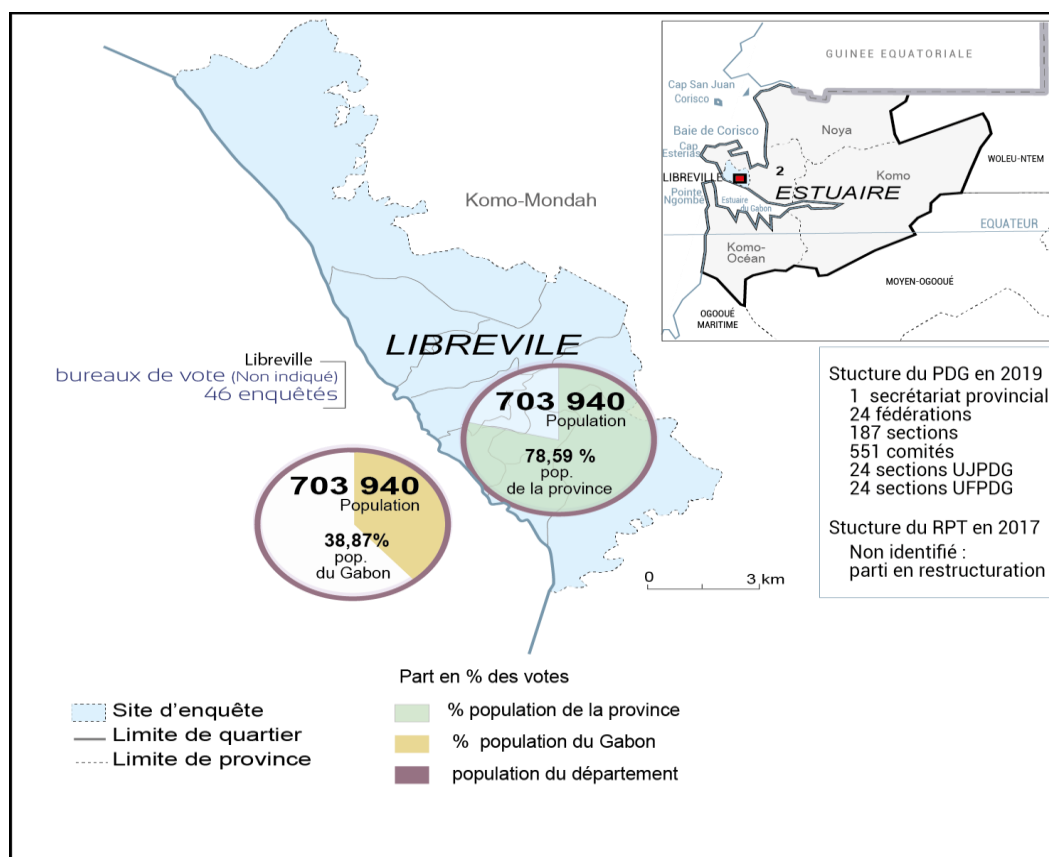 GUINEE EQUATORIALE
Cap San Juan
Corisco
Baie de Corisco
Cap
Esterias
Noya
WOLEU-NTEM
Komo
2
LIBREVILLE
ESTUAIRE
Pointe
Ngombé
Estuaire
du Gabon
EQUATEUR
Komo-
Océan
MOYEN-OGOOUÉ
OGOOUÉ
MARITIME
Komo-Mondah
LIBREVILE
Libreville
bureaux de vote (Non indiqué)
46 enquêtés
703 940
Population
78,59 %
pop.
de la province
703 940
Population
38,87%
pop.
du Gabon
0 3 km
Stucture du PDG en 2019
1 secrétariat provincial
24 fédérations
187 sections
551 comités
24 sections UJPDG
24 sections UFPDG
Stucture du RPT en 2017
Non identifié :
parti en restructuration
Site d'enquête
Limite de quartier
Limite de province
Part en % des votes
% population de la province
% population du Gabon
population du département